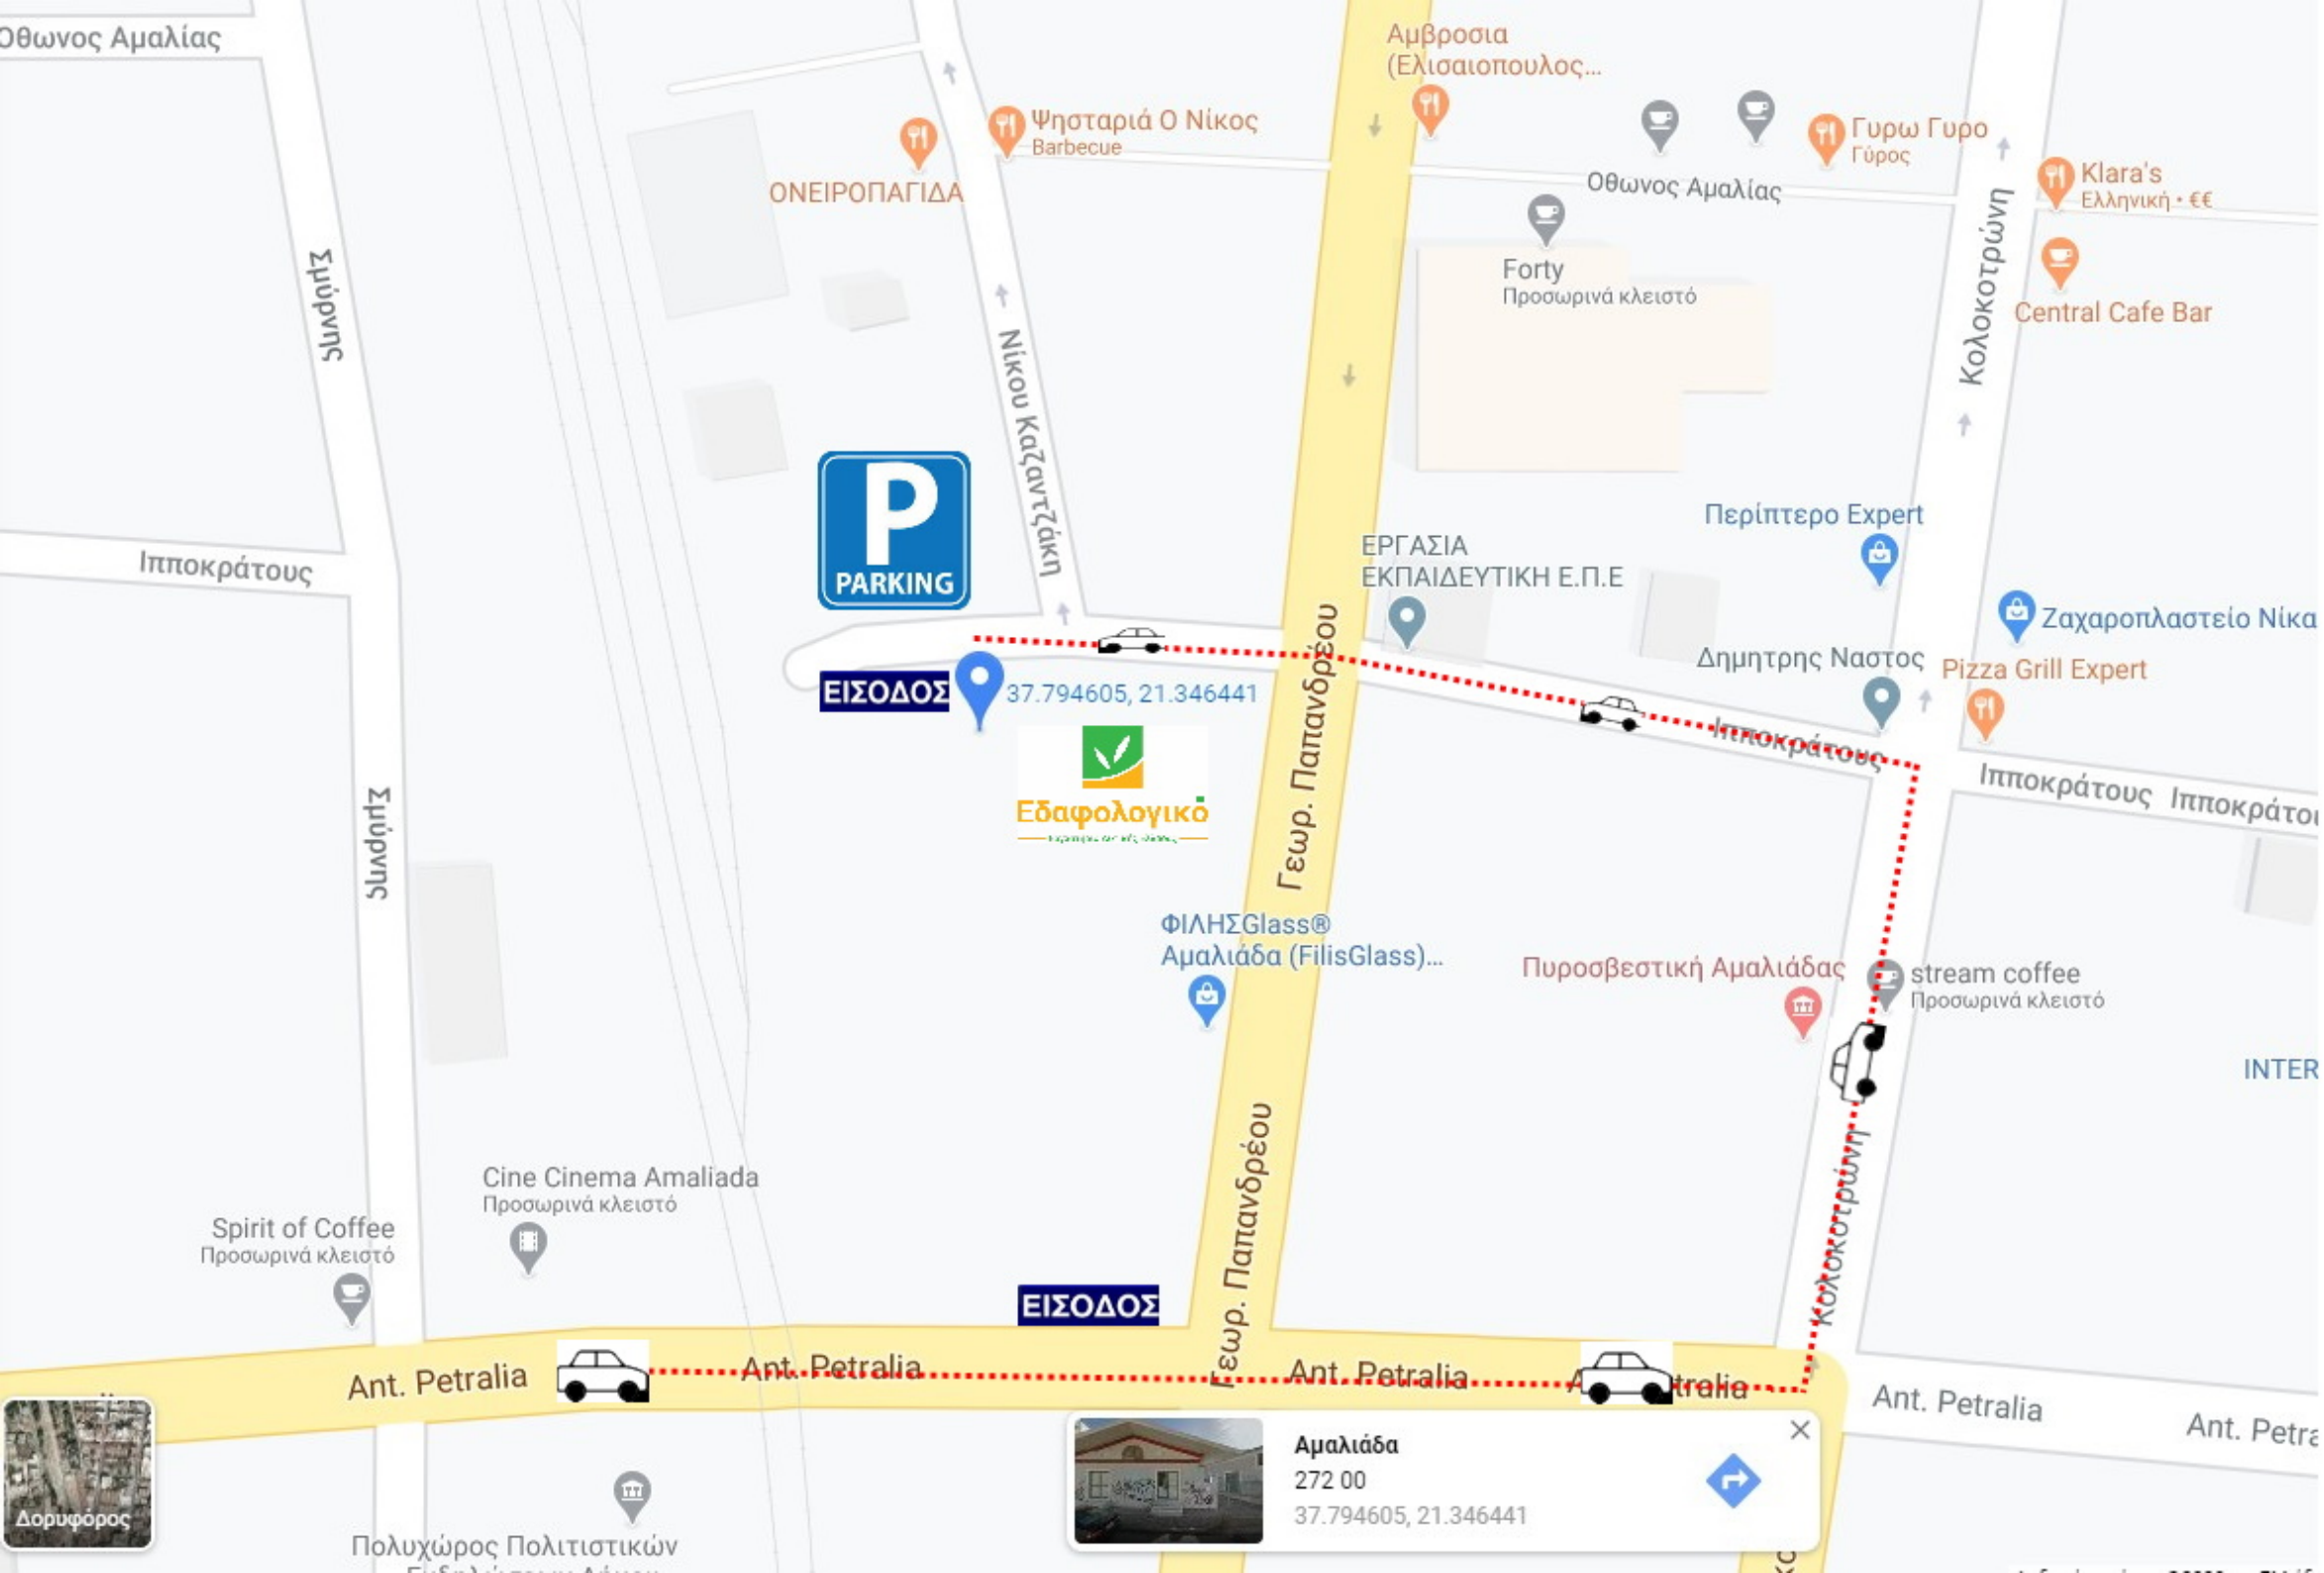 Οθωνος Αμαλίας
Αμβροσια
(Ελισαιοπουλος...
Ψησταριά Ο Νίκος
Barbecue
Γυρω Γυρο
Γύρος
ΟΝΕΙΡΟΠΑΓΙΔΑ
Οθωνος Αμαλίας
Klara's
Ελληνική • €€
Κολοκοτρώνη
Forty
Προσωρινά κλειστό
Central Cafe Bar
Σμύρνης
Νίκου Καζαντζάκη
P
PARKING
Περίπτερο Expert
ΕΡΓΑΣΙΑ
ΕΚΠΑΙΔΕΥΤΙΚΗ Ε.Π.Ε
Ιπποκράτους
Ζαχαροπλαστείο Νίκα
Δημητρης Ναστος
Pizza Grill Expert
ΕΙΣΟΔΟΣ
37.794605, 21.346441
Γεωρ. Παπανδρέου
Ιπποκράτους
Ιπποκράτους
Ιπποκράτου
Εδαφολογικό
Σμύρνης
ΦΙΛΗΣGlass®
Αμαλιάδα (FilisGlass)...
Πυροσβεστική Αμαλιάδας
stream coffee
Προσωρινά κλειστό
INTER
Γεωρ. Παπανδρέου
Κολοκοτρώνη
Cine Cinema Amaliada
Προσωρινά κλειστό
Spirit of Coffee
Προσωρινά κλειστό
ΕΙΣΟΔΟΣ
Ant. Petralia
Ant. Petralia
Ant. Petralia
tralia
Ant. Petralia
Ant. Petra
Αμαλιάδα
272 00
37.794605, 21.346441
Δορυφόρος
Πολυχώρος Πολιτιστικών